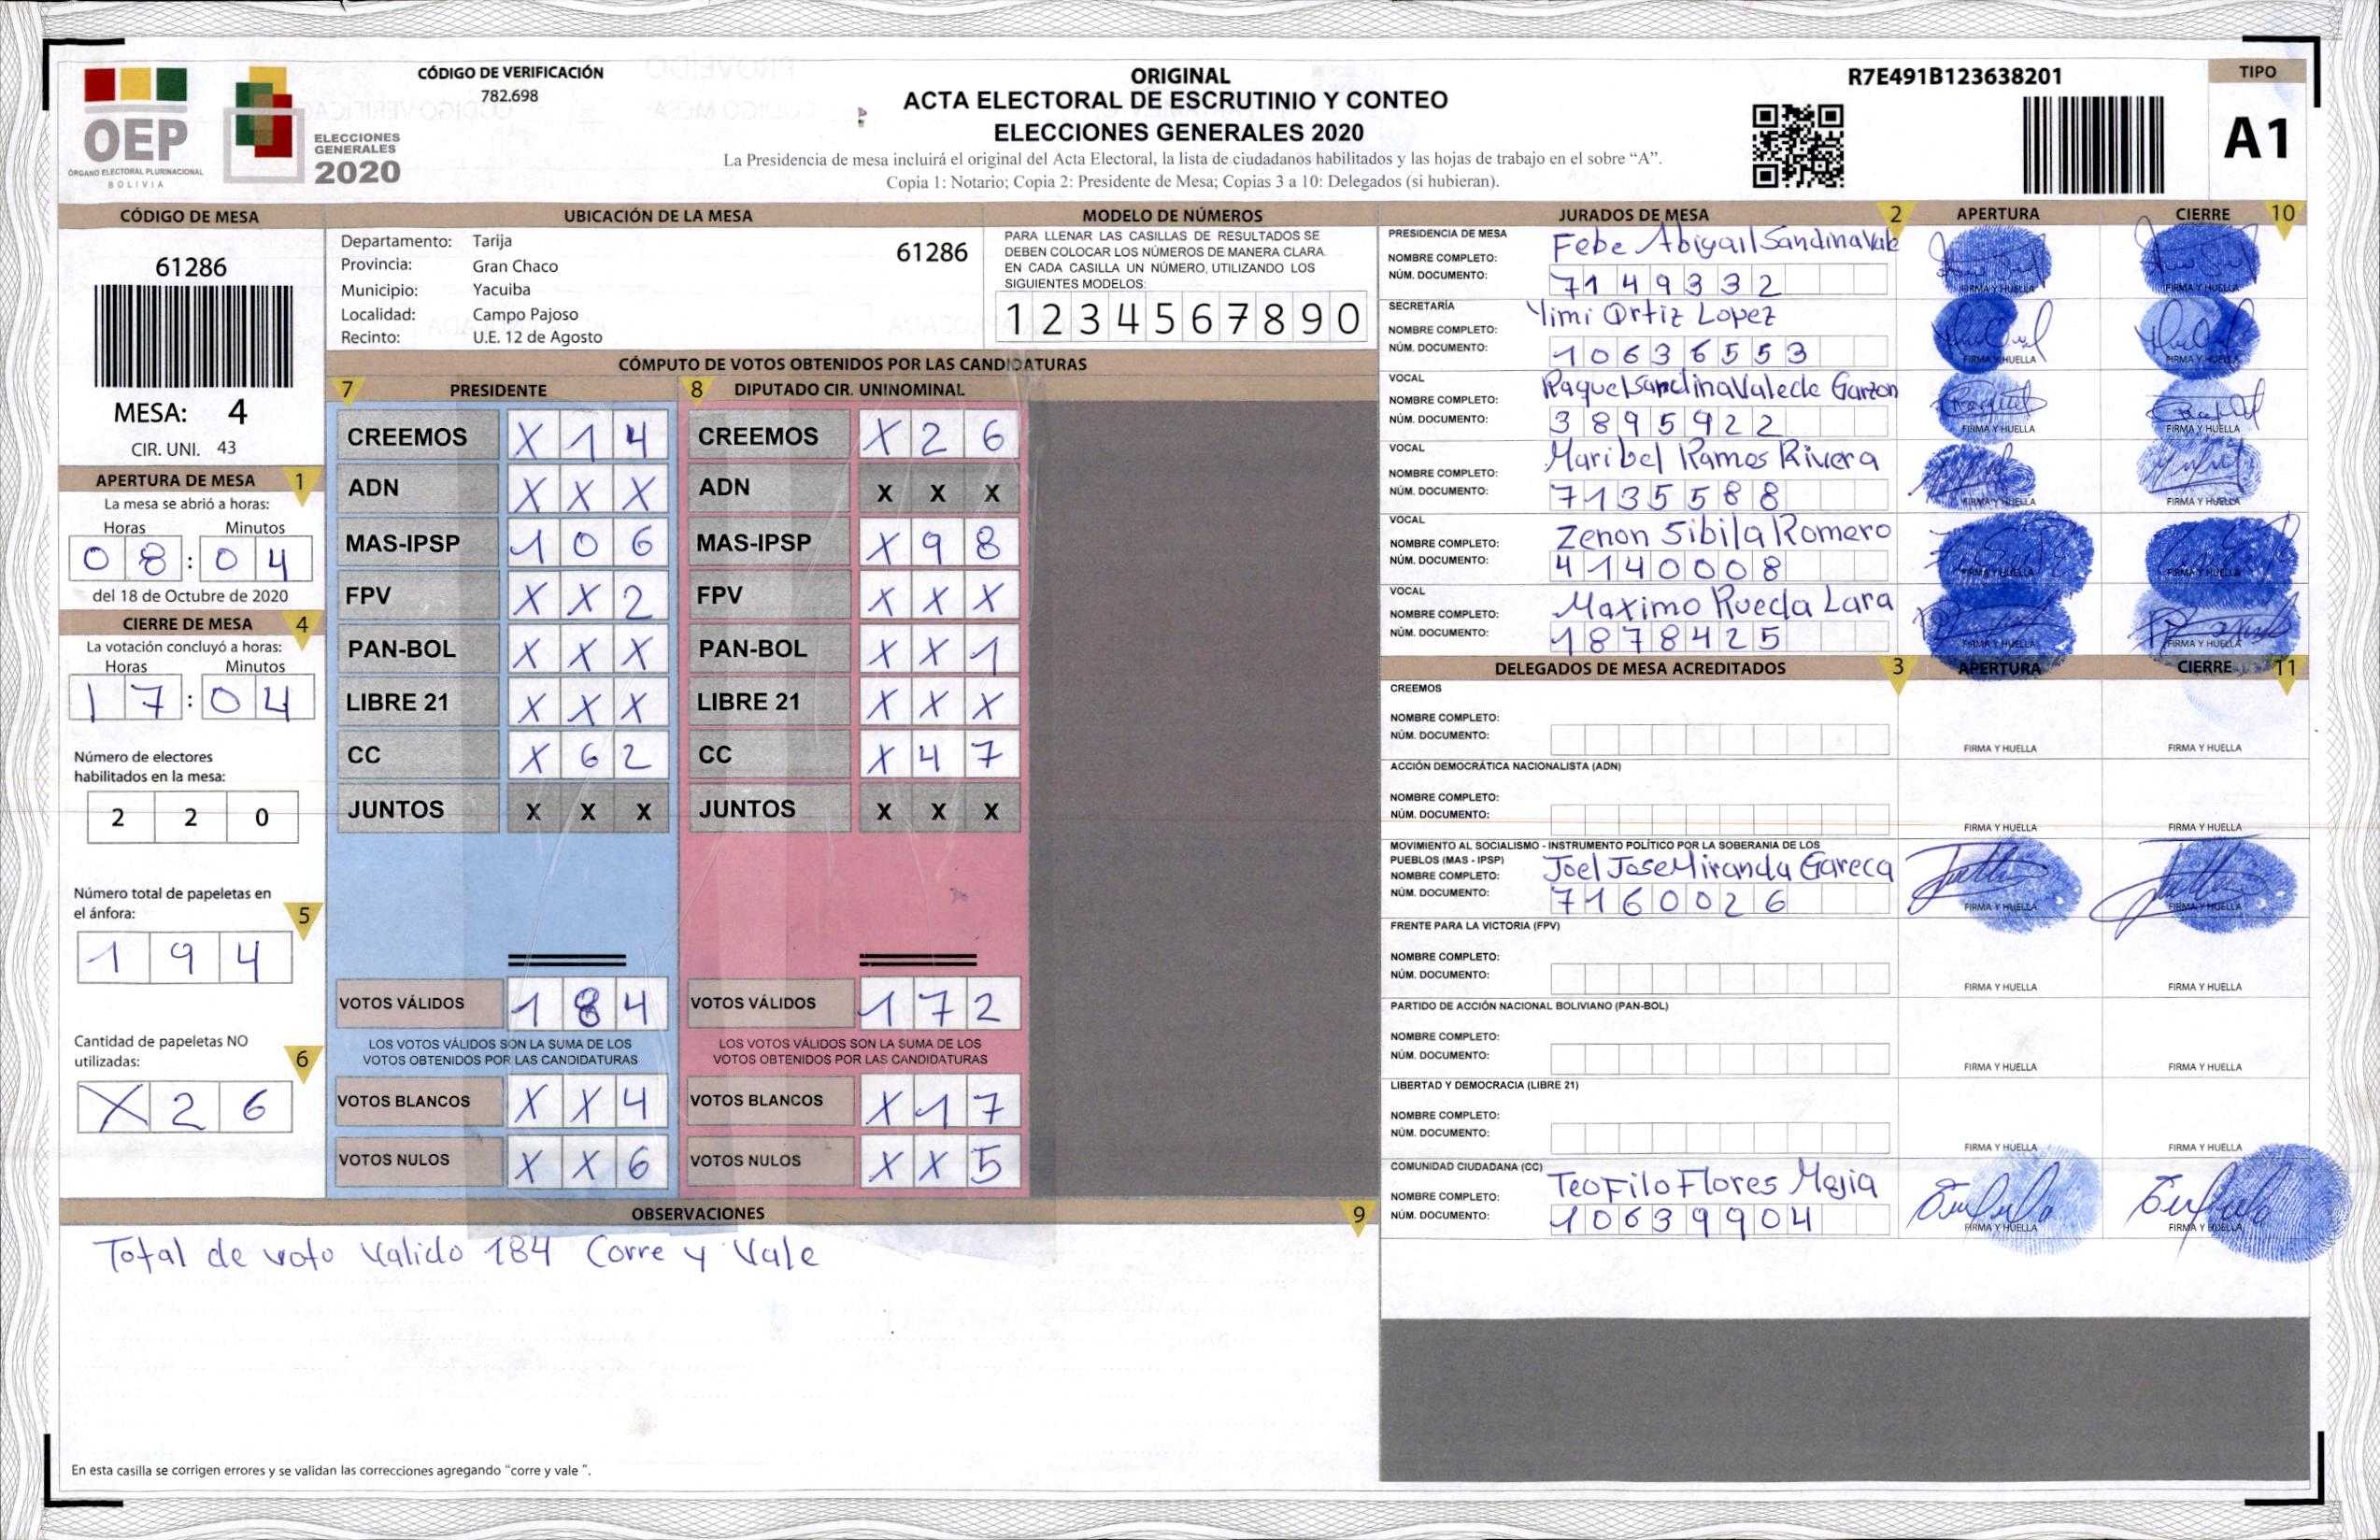 OEP
ÓRGANO ELECTORAL PLURINACIONAL
BOLIVIA
ELECCIONES
GENERALES
2020
CÓDIGO DE VERIFICACIÓN
782.698
ORIGINAL
ACTA ELECTORAL DE ESCRUTINIO Y CONTEO
ELECCIONES GENERALES 2020
La Presidencia de mesa incluirá el original del Acta Electoral, la lista de ciudadanos habilitados y las hojas de trabajo en el sobre “A”.
Copia 1: Notario; Copia 2: Presidente de Mesa; Copias 3 a 10: Delegados (si hubieran).
R7E491B123638201
TIPO
A1
CÓDIGO DE MESA
61286
MESA: 4
CIR. UNI. 43
APERTURA DE MESA 1
La mesa se abrió a horas:
Horas Minutos
0 8 : 0 4
del 18 de Octubre de 2020
CIERRE DE MESA 4
La votación concluyó a horas:
Horas Minutos
1 7 : 0 4
Número de electores
habilitados en la mesa:
2 2 0
Número total de papeletas en
el ánfora: 5
1 9 4
Cantidad de papeletas NO
utilizadas: 6
X 2 6
UBICACIÓN DE LA MESA
Departamento: Tarija 61286
Provincia: Gran Chaco
Municipio: Yacuiba
Localidad: Campo Pajoso
Recinto: U.E. 12 de Agosto
MODELO DE NÚMEROS
PARA LLENAR LAS CASILLAS DE RESULTADOS SE
DEBEN COLOCAR LOS NÚMEROS DE MANERA CLARA.
EN CADA CASILLA UN NÚMERO, UTILIZANDO LOS
SIGUIENTES MODELOS:
1 2 3 4 5 6 7 8 9 0
CÓMPUTO DE VOTOS OBTENIDOS POR LAS CANDIDATURAS
7 PRESIDENTE 8 DIPUTADO CIR. UNINOMINAL
CREEMOS X 1 4 CREEMOS X 2 6
ADN X X X ADN X X X
MAS-IPSP 1 0 6 MAS-IPSP X 9 8
FPV X X 2 FPV X X X
PAN-BOL X X X PAN-BOL X X 1
LIBRE 21 X X X LIBRE 21 X X X
CC X 6 2 CC X 4 7
JUNTOS X X X JUNTOS X X X
VOTOS VÁLIDOS 1 8 4 VOTOS VÁLIDOS 1 7 2
LOS VOTOS VÁLIDOS SON LA SUMA DE LOS LOS VOTOS VÁLIDOS SON LA SUMA DE LOS
VOTOS OBTENIDOS POR LAS CANDIDATURAS VOTOS OBTENIDOS POR LAS CANDIDATURAS
VOTOS BLANCOS X X 4 VOTOS BLANCOS X 1 7
VOTOS NULOS X X 6 VOTOS NULOS X X 5
OBSERVACIONES 9
Total de voto valido 184 Corre y Vale
En esta casilla se corrigen errores y se validan las correcciones agregando “corre y vale ”.
JURADOS DE MESA 2 APERTURA CIERRE 10
PRESIDENCIA DE MESA
NOMBRE COMPLETO: Febe Abigail Sandina Vale
NÚM. DOCUMENTO: 7149332
FIRMA Y HUELLA FIRMA Y HUELLA
SECRETARÍA
NOMBRE COMPLETO: Yimi Ortiz Lopez
NÚM. DOCUMENTO: 10636553
FIRMA Y HUELLA FIRMA Y HUELLA
VOCAL
NOMBRE COMPLETO: Raquel Sandina Valede Garzon
NÚM. DOCUMENTO: 3895922
FIRMA Y HUELLA FIRMA Y HUELLA
VOCAL
NOMBRE COMPLETO: Maribel Ramos Rivera
NÚM. DOCUMENTO: 7135588
FIRMA Y HUELLA FIRMA Y HUELLA
VOCAL
NOMBRE COMPLETO: Zenon Sibila Romero
NÚM. DOCUMENTO: 4140008
FIRMA Y HUELLA FIRMA Y HUELLA
VOCAL
NOMBRE COMPLETO: Maximo Rueda Lara
NÚM. DOCUMENTO: 1878425
FIRMA Y HUELLA FIRMA Y HUELLA
DELEGADOS DE MESA ACREDITADOS 3 APERTURA CIERRE 11
CREEMOS
NOMBRE COMPLETO:
NÚM. DOCUMENTO:
FIRMA Y HUELLA FIRMA Y HUELLA
ACCIÓN DEMOCRÁTICA NACIONALISTA (ADN)
NOMBRE COMPLETO:
NÚM. DOCUMENTO:
FIRMA Y HUELLA FIRMA Y HUELLA
MOVIMIENTO AL SOCIALISMO - INSTRUMENTO POLÍTICO POR LA SOBERANIA DE LOS
PUEBLOS (MAS - IPSP)
NOMBRE COMPLETO: Joel Jose Miranda Gareca
NÚM. DOCUMENTO: 7160026
FIRMA Y HUELLA FIRMA Y HUELLA
FRENTE PARA LA VICTORIA (FPV)
NOMBRE COMPLETO:
NÚM. DOCUMENTO:
FIRMA Y HUELLA FIRMA Y HUELLA
PARTIDO DE ACCIÓN NACIONAL BOLIVIANO (PAN-BOL)
NOMBRE COMPLETO:
NÚM. DOCUMENTO:
FIRMA Y HUELLA FIRMA Y HUELLA
LIBERTAD Y DEMOCRACIA (LIBRE 21)
NOMBRE COMPLETO:
NÚM. DOCUMENTO:
FIRMA Y HUELLA FIRMA Y HUELLA
COMUNIDAD CIUDADANA (CC)
NOMBRE COMPLETO: Teofilo Flores Mejia
NÚM. DOCUMENTO: 10639904
FIRMA Y HUELLA FIRMA Y HUELLA